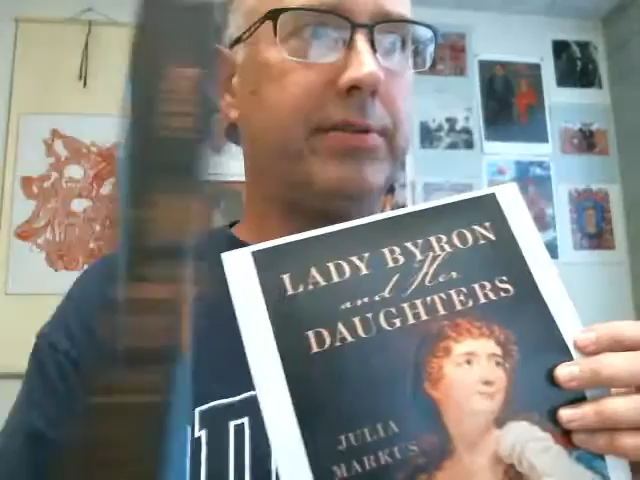 LADY BYRON
and Her
DAUGHTERS
JULIA
MARKUS